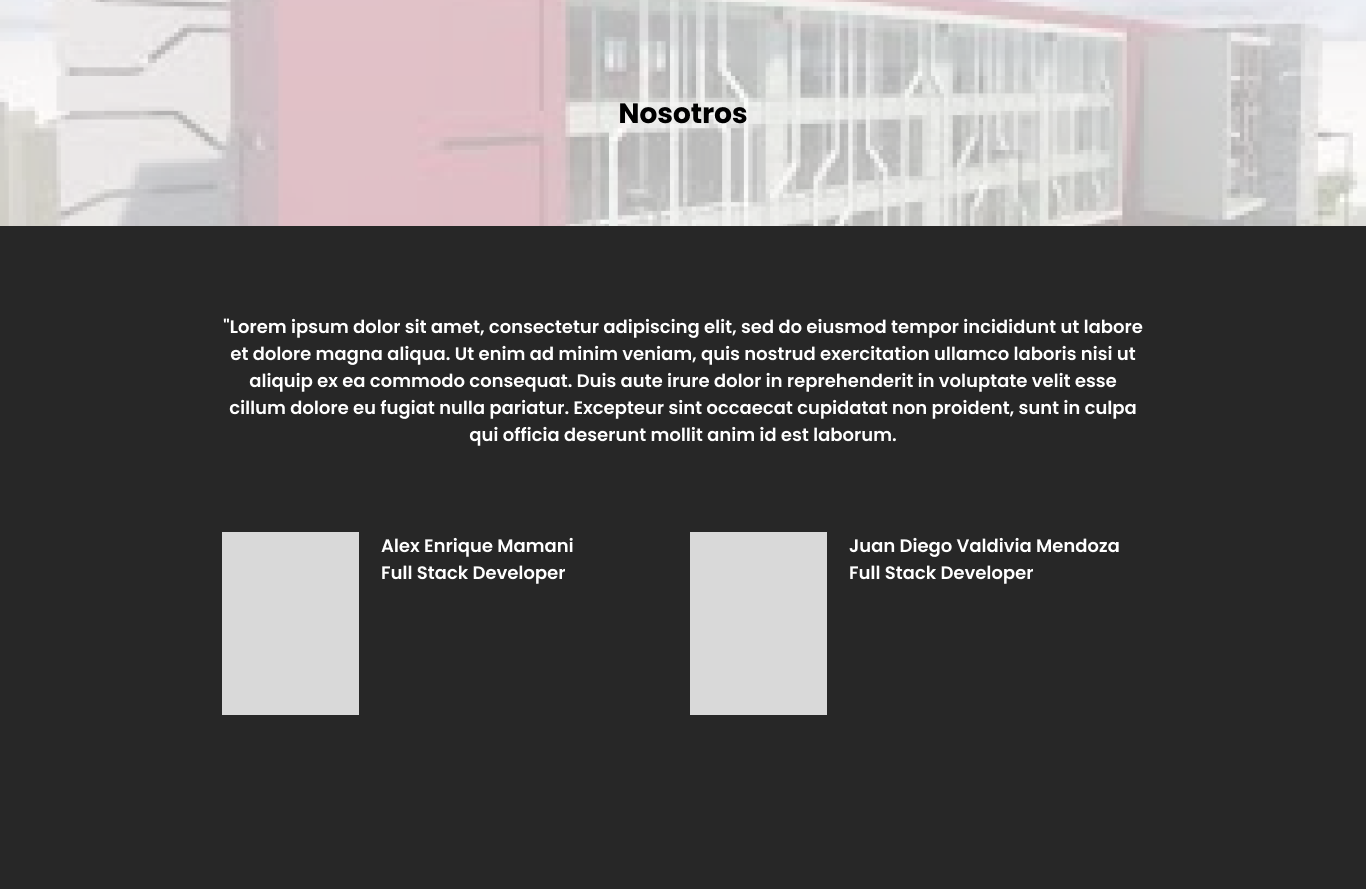 Nosotros
"Lorem ipsum dolor sit amet, consectetur adipiscing elit, sed do eiusmod tempor incididunt ut labore
et dolore magna aliqua. Ut enim ad minim veniam, quis nostrud exercitation ullamco laboris nisi ut
aliquip ex ea commodo consequat. Duis aute irure dolor in reprehenderit in voluptate velit esse
cillum dolore eu fugiat nulla pariatur. Excepteur sint occaecat cupidatat non proident, sunt in culpa
qui officia deserunt mollit anim id est laborum.
Alex Enrique Mamani
Full Stack Developer
Juan Diego Valdivia Mendoza
Full Stack Developer